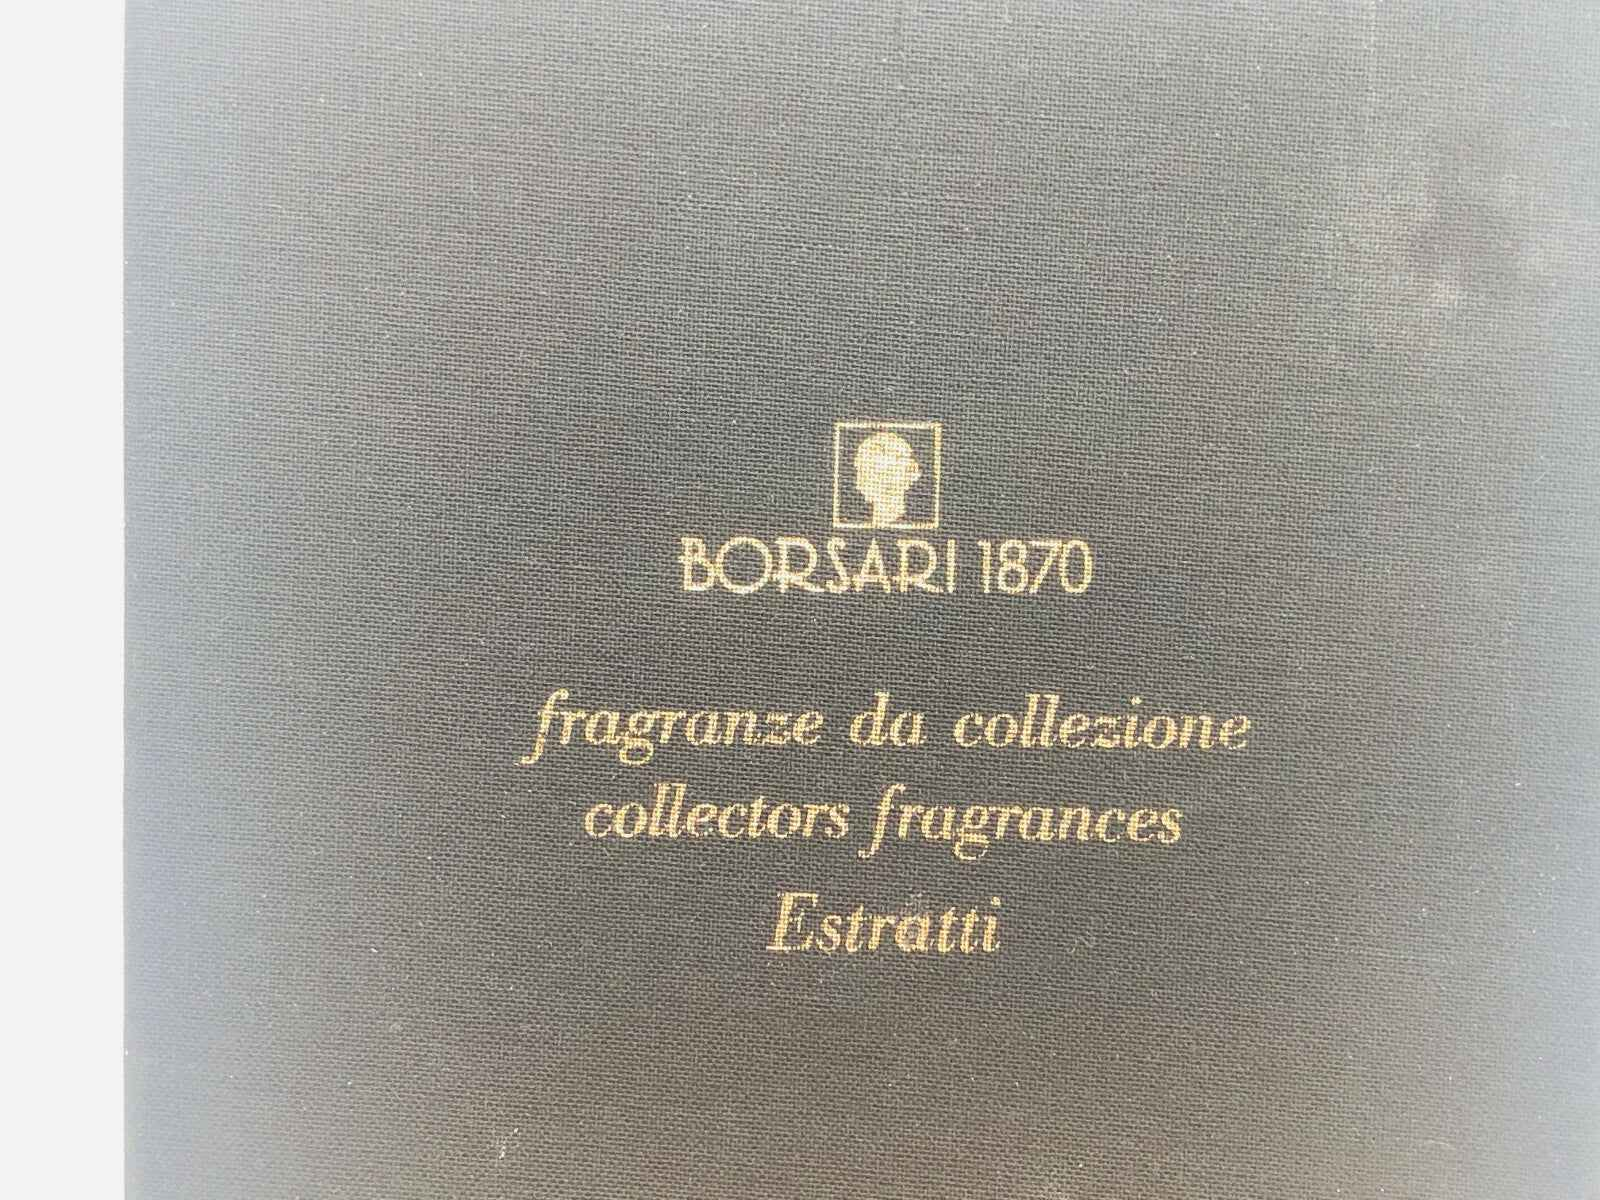 BORSARI 1870
fragranze da collezione
collectors fragrances
Estratti